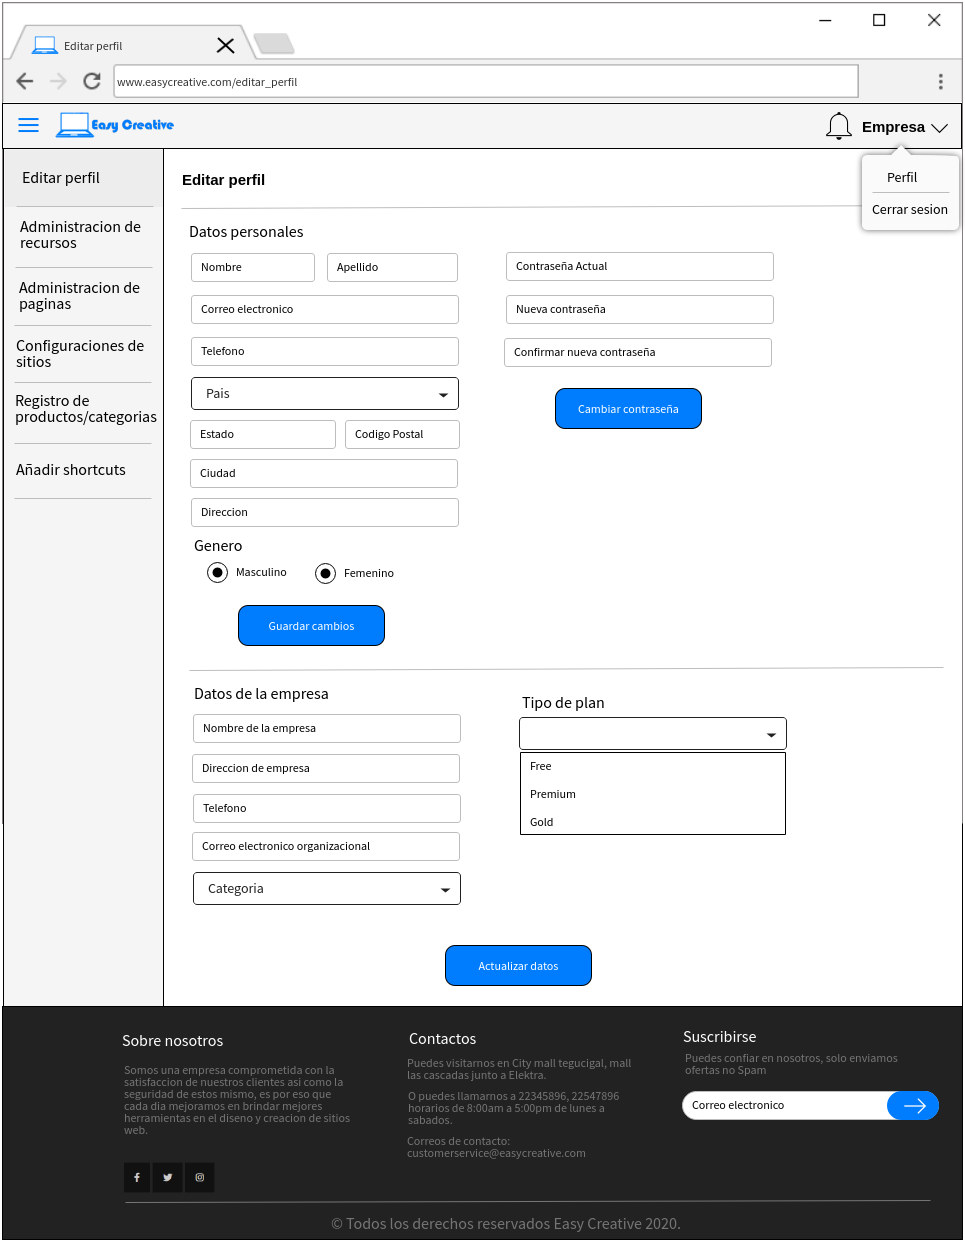 Editar perfil
www.easycreative.com/editar_perfil
Easy Creative
Empresa
Perfil
Cerrar sesion
Editar perfil
Administracion de
recursos
Administracion de
paginas
Configuraciones de
sitios
Registro de
productos/categorias
Añadir shortcuts
Editar perfil
Datos personales
Nombre
Apellido
Correo electronico
Telefono
Pais
Estado
Codigo Postal
Ciudad
Direccion
Genero
Masculino
Femenino
Guardar cambios
Contraseña Actual
Nueva contraseña
Confirmar nueva contraseña
Cambiar contraseña
Datos de la empresa
Nombre de la empresa
Direccion de empresa
Telefono
Correo electronico organizacional
Categoria
Tipo de plan
Free
Premium
Gold
Actualizar datos
Sobre nosotros
Somos una empresa comprometida con la
satisfaccion de nuestros clientes asi como la
seguridad de estos mismo, es por eso que
cada dia mejoramos en brindar mejores
herramientas en el diseno y creacion de sitios
web.
Contactos
Puedes visitarnos en City mall tegucigal, mall
las cascadas junto a Elektra.
O puedes llamarnos a 22345896, 22547896
horarios de 8:00am a 5:00pm de lunes a
sabados.
Correos de contacto:
customerservice@easycreative.com
Suscribirse
Puedes confiar en nosotros, solo enviamos
ofertas no Spam
Correo electronico
© Todos los derechos reservados Easy Creative 2020.